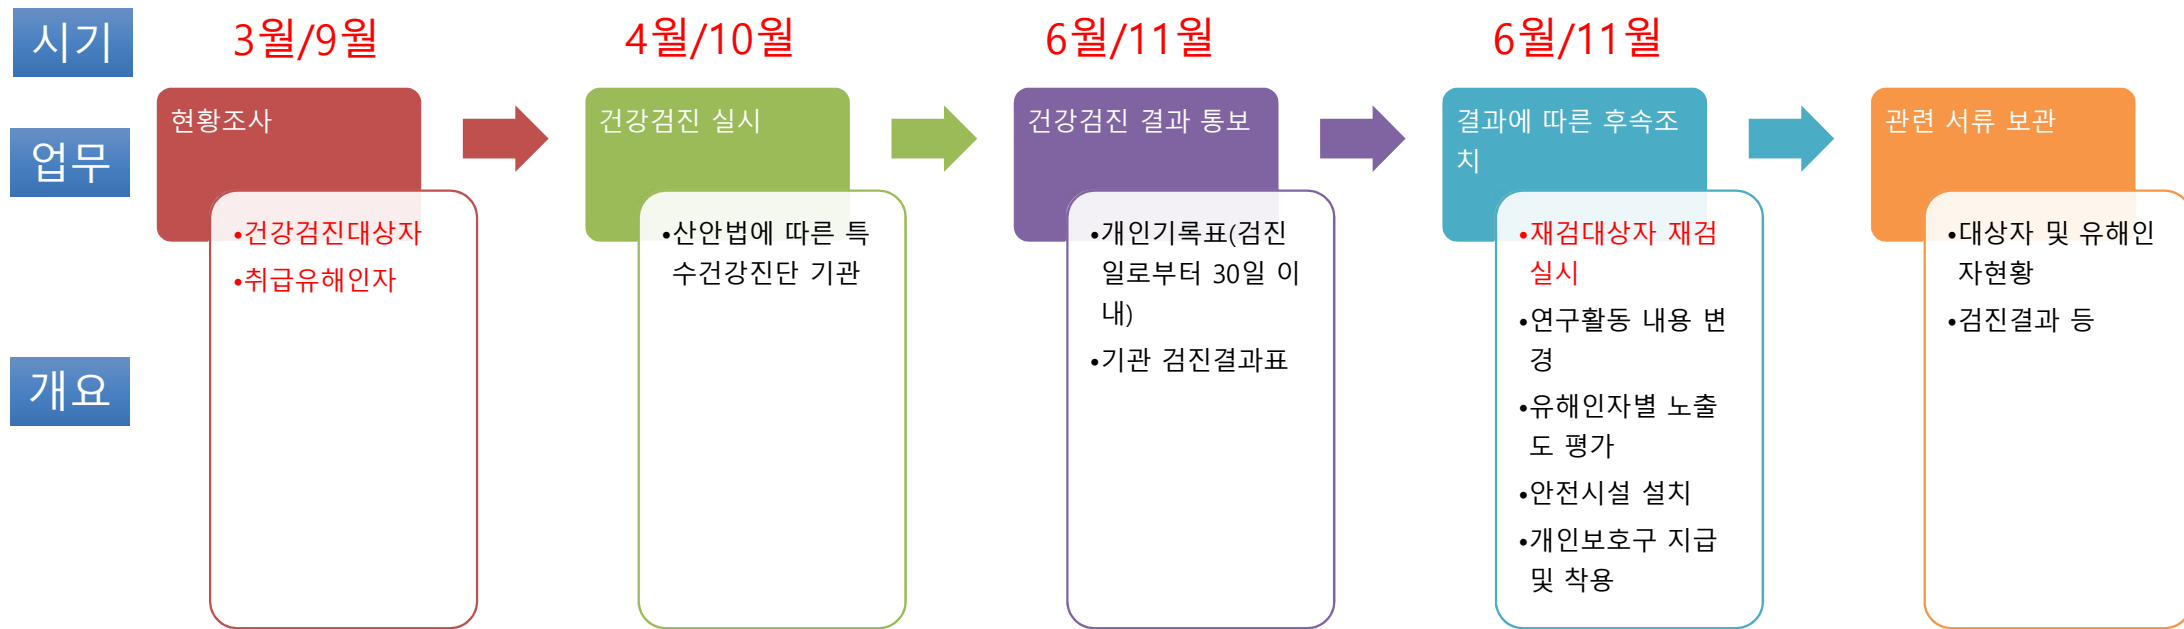 시기
3월/9월
4월/10월
6월/11월
6월/11월
업무
현황조사
건강검진 실시
건강검진 결과 통보
결과에 따른 후속조
치
관련 서류 보관
개요
•건강검진대상자
•취급유해인자
•산안법에 따른 특
수건강진단 기관
•개인기록표(검진
일로부터 30일 이
내)
•기관 검진결과표
•재검대상자 재검
실시
•연구활동 내용 변
경
•유해인자별 노출
도 평가
•안전시설 설치
•개인보호구 지급
및 착용
•대상자 및 유해인
자현황
•검진결과 등